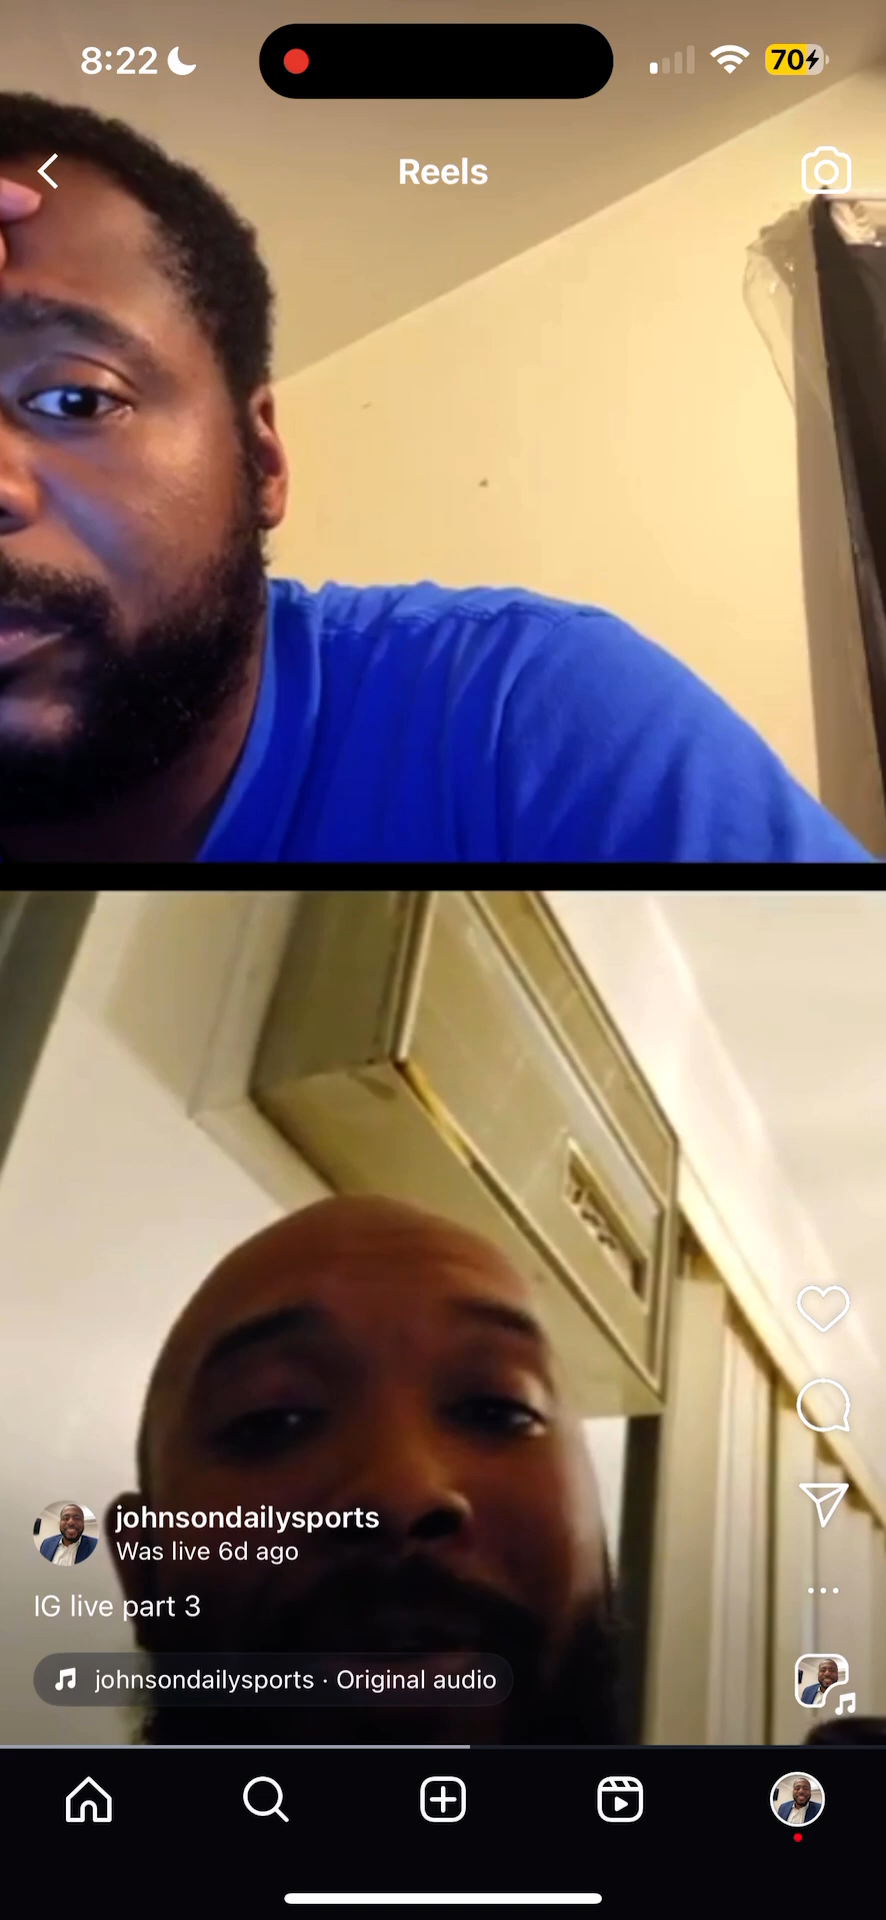 8:22
70
Reels
johnsondailysports
Was live 6d ago
IG live part 3
johnsondailysports · Original audio